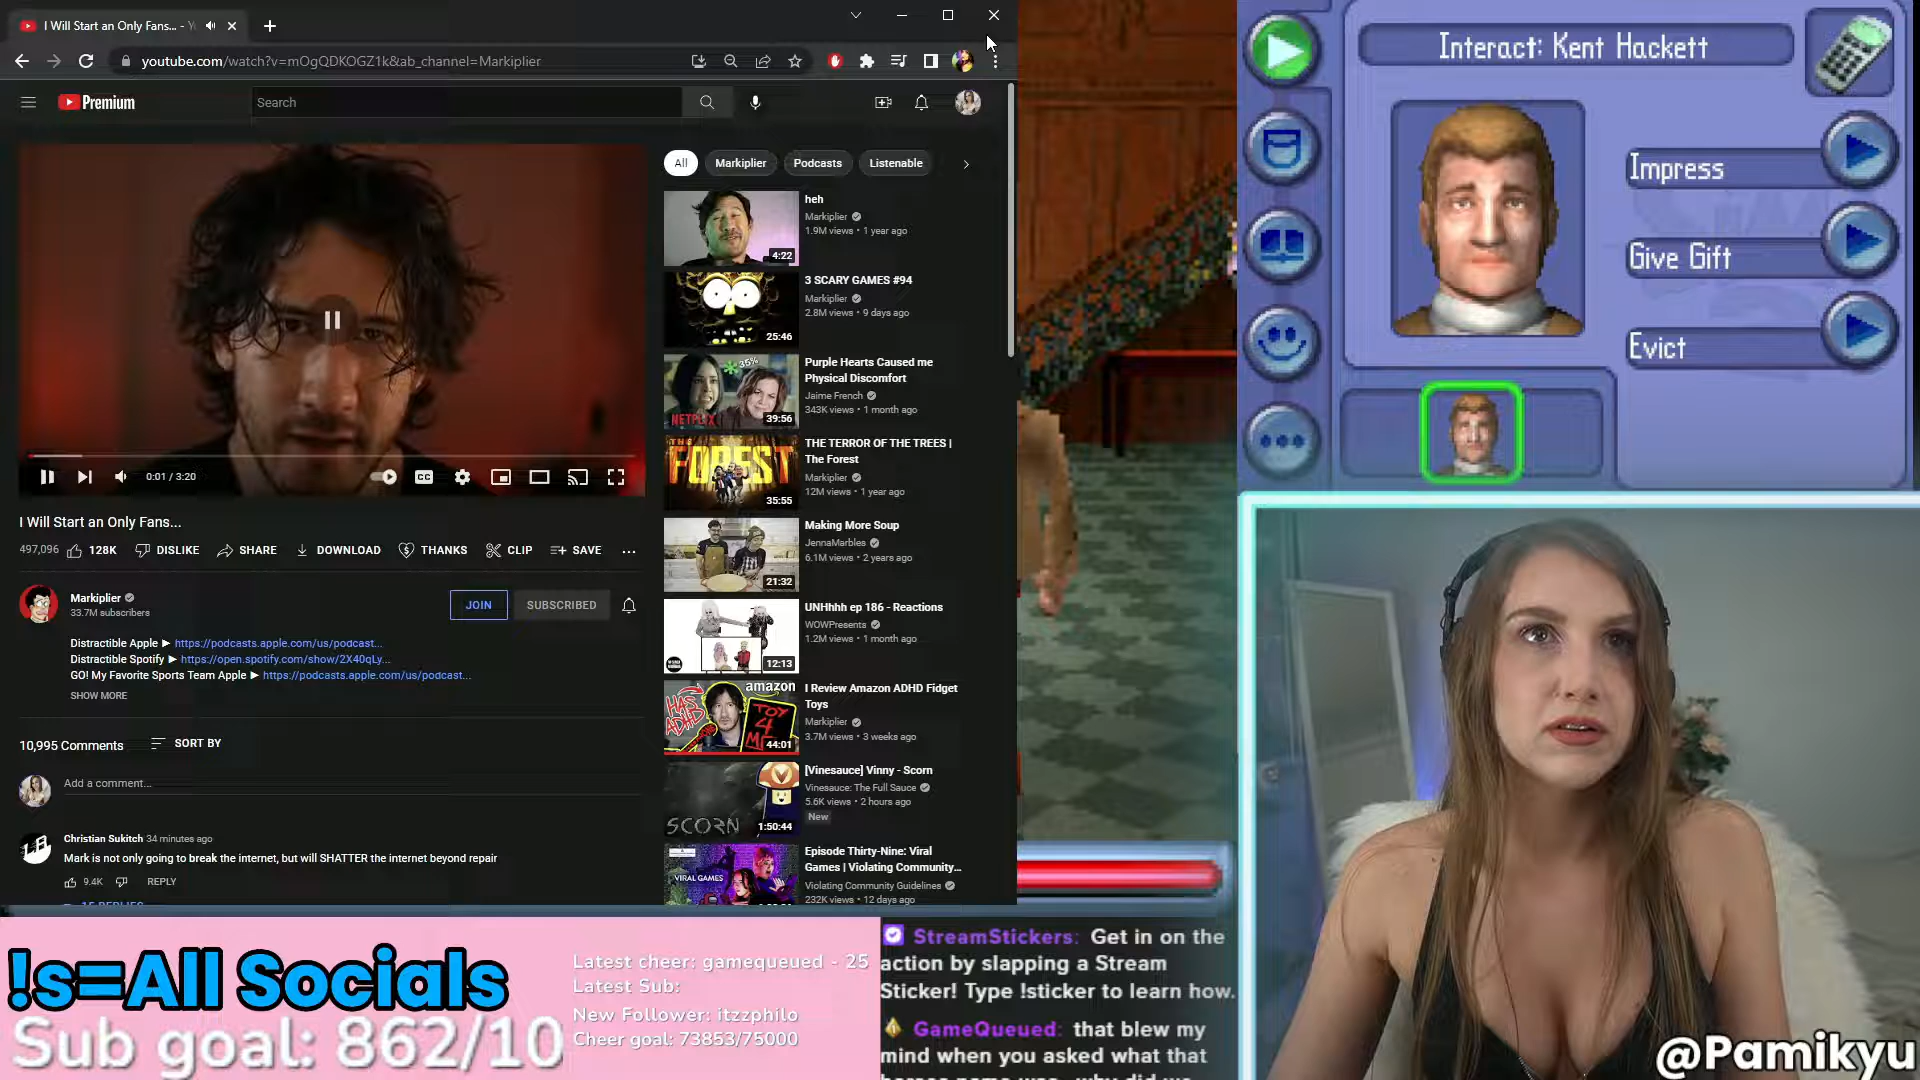 I Will Start an Only Fans... - Y
youtube.com/watch?v=mOgQDKOGZ1k&ab_channel=Markiplier
Premium
Search
All
Markiplier
Podcasts
Listenable
heh
Markiplier
1.9M views • 1 year ago
4:22
3 SCARY GAMES #94
Markiplier
2.8M views • 9 days ago
25:46
35%
NETFLIX
Purple Hearts Caused me
Physical Discomfort
Jaime French
343K views • 1 month ago
39:56
THE
FOREST
THE TERROR OF THE TREES |
The Forest
Markiplier
12M views • 1 year ago
35:55
Making More Soup
JennaMarbles
6.1M views • 2 years ago
21:32
UNHhhh ep 186 - Reactions
WOWPresents
1.2M views • 1 month ago
12:13
HAS
ADHD
amazon
TOY
4
ME
I Review Amazon ADHD Fidget
Toys
Markiplier
3.7M views • 3 weeks ago
44:01
SCORN
[Vinesauce] Vinny - Scorn
Vinesauce: The Full Sauce
5.6K views • 2 hours ago
New
1:50:44
VIRAL GAMES
Episode Thirty-Nine: Viral
Games | Violating Community...
Violating Community Guidelines
232K views • 12 days ago
0:01 / 3:20
CC
I Will Start an Only Fans...
497,096
128K
DISLIKE
SHARE
DOWNLOAD
THANKS
CLIP
SAVE
Markiplier
33.7M subscribers
JOIN
SUBSCRIBED
Distractible Apple ► https://podcasts.apple.com/us/podcast...
Distractible Spotify ► https://open.spotify.com/show/2X40qLy...
GO! My Favorite Sports Team Apple ► https://podcasts.apple.com/us/podcast...
SHOW MORE
10,995 Comments
SORT BY
Add a comment...
Christian Sukitch 34 minutes ago
Mark is not only going to break the internet, but will SHATTER the internet beyond repair
9.4K
REPLY
Interact: Kent Hackett
Impress
Give Gift
Evict
!s=All Socials
Sub goal: 862/10
Latest cheer: gamequeued - 25
Latest Sub:
New Follower: itzzphilo
Cheer goal: 73853/75000
StreamStickers: Get in on the
action by slapping a Stream
Sticker! Type !sticker to learn how.
GameQueued: that blew my
mind when you asked what that
@Pamikyu